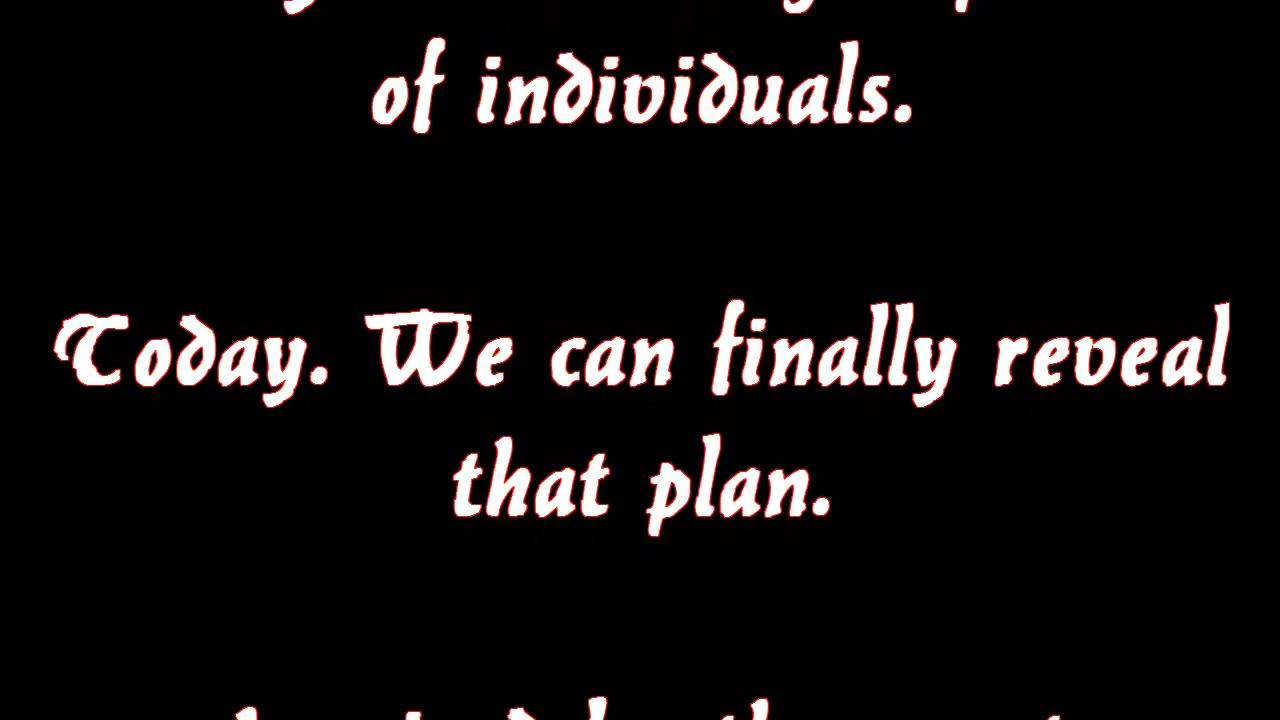 of individuals.
Today. We can finally reveal
that plan.